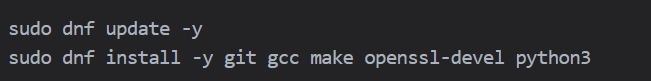 sudo dnf update -y
sudo dnf install -y git gcc make openssl-devel python3